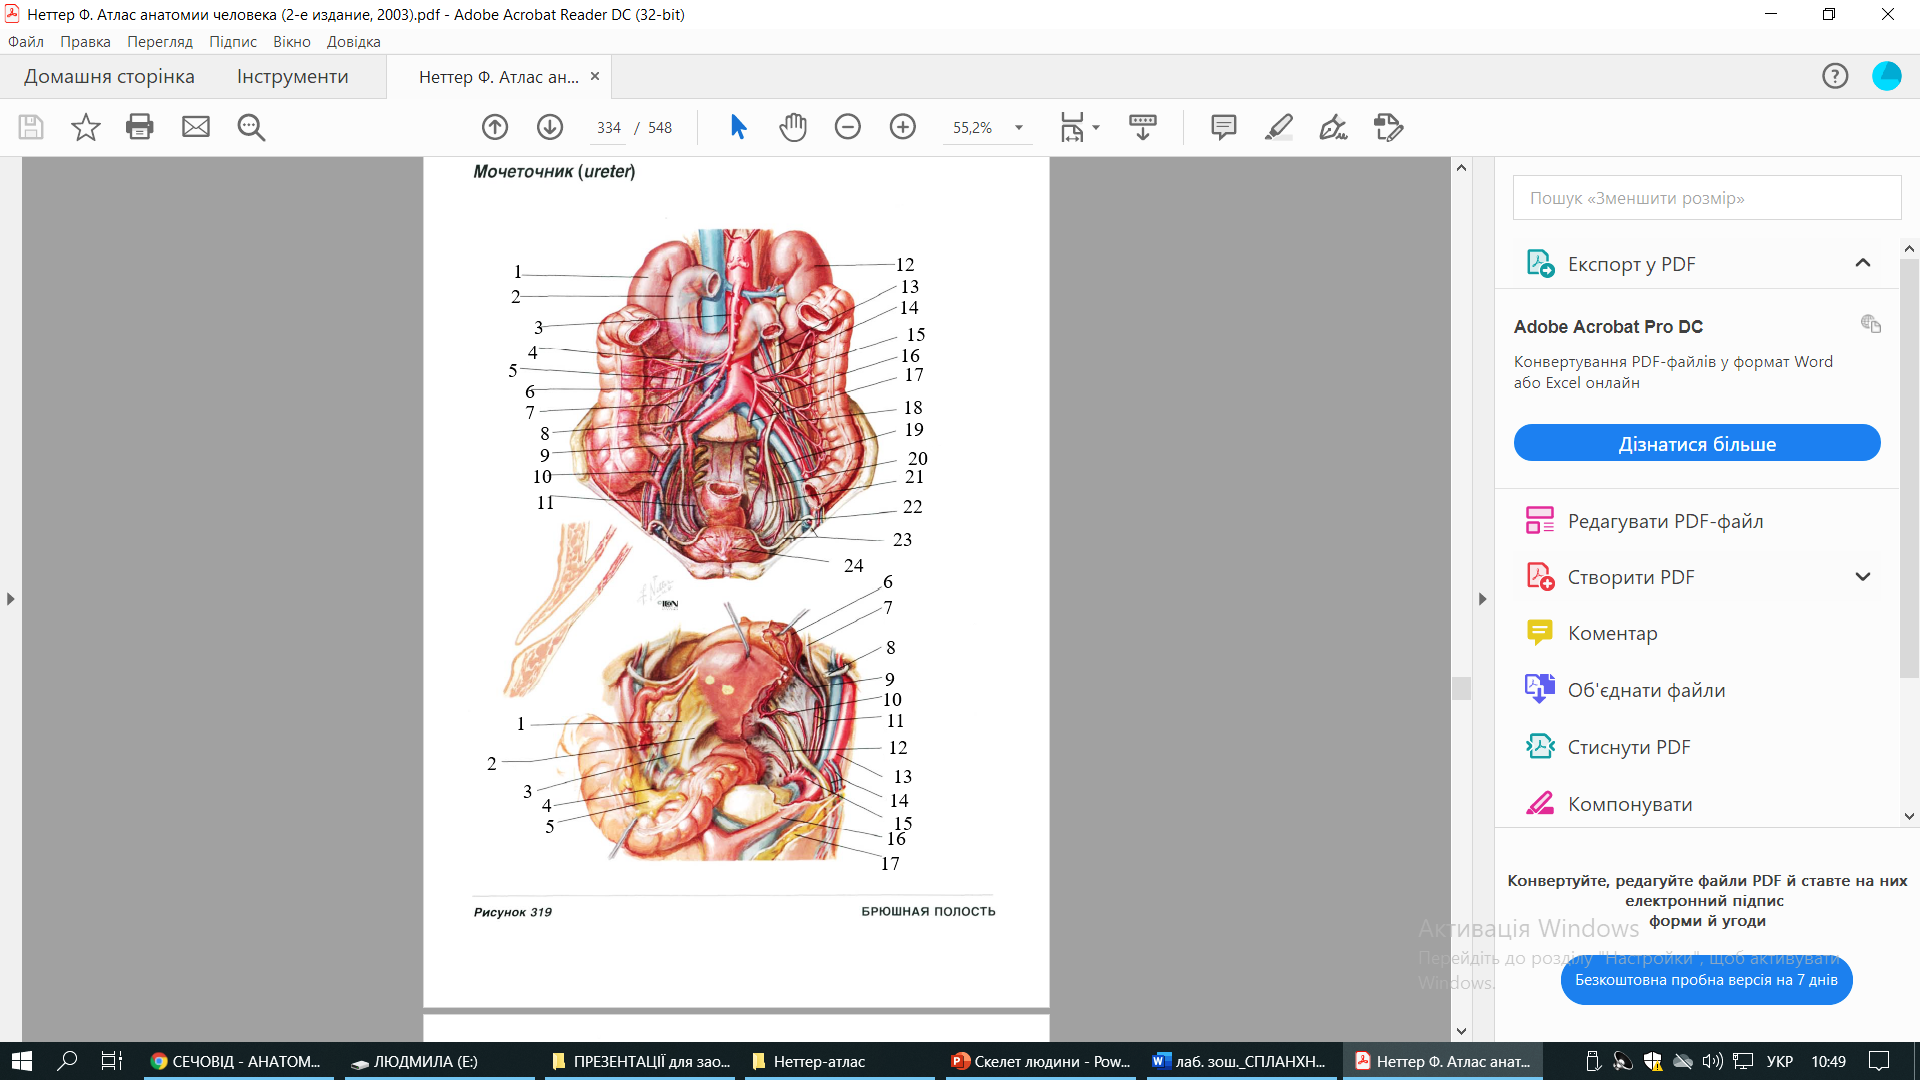 Неттер Ф. Атлас анатомии человека (2-е издание, 2003).pdf - Adobe Acrobat Reader DC (32-bit)
Файл Правка Перегляд Підпис Вікно Довідка
Домашня сторінка Інструменти Неттер Ф. Атлас ан...
334 / 548 55,2%
Мочеточник (ureter)
1
2
3
4
5
6
7
8
9
10
11
12
13
14
15
16
17
18
19
20
21
22
23
24
1
2
3
4
5
6
7
8
9
10
11
12
13
14
15
16
17
Рисунок 319 БРЮШНАЯ ПОЛОСТЬ
Пошук «Зменшити розмір»
Експорт у PDF
Adobe Acrobat Pro DC
Конвертування PDF-файлів у формат Word
або Excel онлайн
Дізнатися більше
Редагувати PDF-файл
Створити PDF
Коментар
Об'єднати файли
Стиснути PDF
Компонувати
Конвертуйте, редагуйте файли PDF й ставте на них
електронний підпис
форми й угоди
Активація Windows
Перейдіть до розділу "Настройки", щоб активувати
Windows.
Безкоштовна пробна версія на 7 днів
СЕЧОВІД - АНАТОМ... ЛЮДМИЛА (E:) ПРЕЗЕНТАЦІЇ для зао... Неттер-атлас Скелет людини - Pow... лаб. зош._СПЛАНХН... Неттер Ф. Атлас анат... УКР 10:49